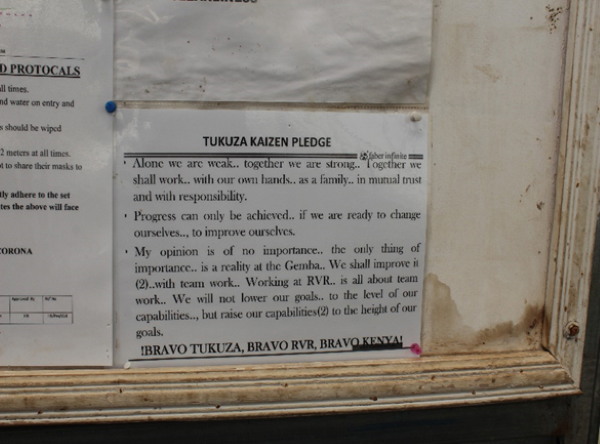 D PROTOCALS
all times.
nd water on entry and
s should be wiped
2 meters at all times.
ot to share their masks to
tly adhere to the set
tes the above will face
CORONA
TUKUZA KAIZEN PLEDGE
faber infinite
Alone we are weak.. together we are strong.. Together we
shall work.. with our own hands.. as a family.. in mutual trust
and with responsibility.
Progress can only be achieved.. if we are ready to change
ourselves.., to improve ourselves.
My opinion is of no importance.. the only thing of
importance.. is a reality at the Gemba.. We shall improve it
(2)..with team work.. Working at RVR.. is all about team
work.. We will not lower our goals.. to the level of our
capabilities.., but raise our capabilities(2) to the height of our
goals.
!BRAVO TUKUZA, BRAVO RVR, BRAVO KENYA!